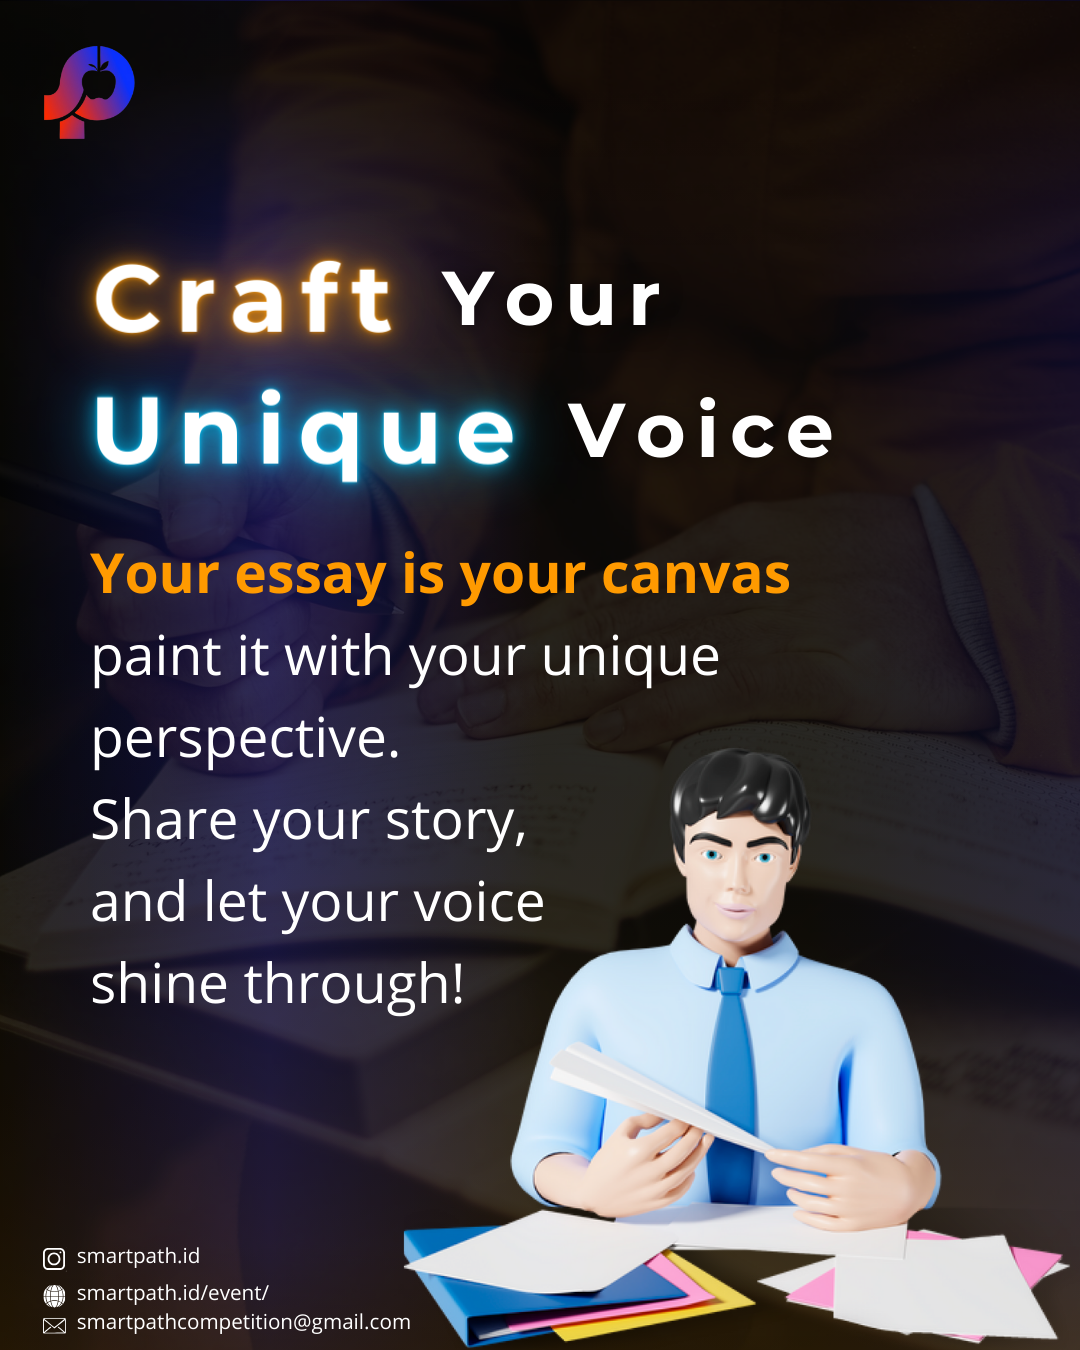 Craft Your
Unique Voice
Your essay is your canvas
paint it with your unique
perspective.
Share your story,
and let your voice
shine through!
smartpath.id
smartpath.id/event/
smartpathcompetition@gmail.com